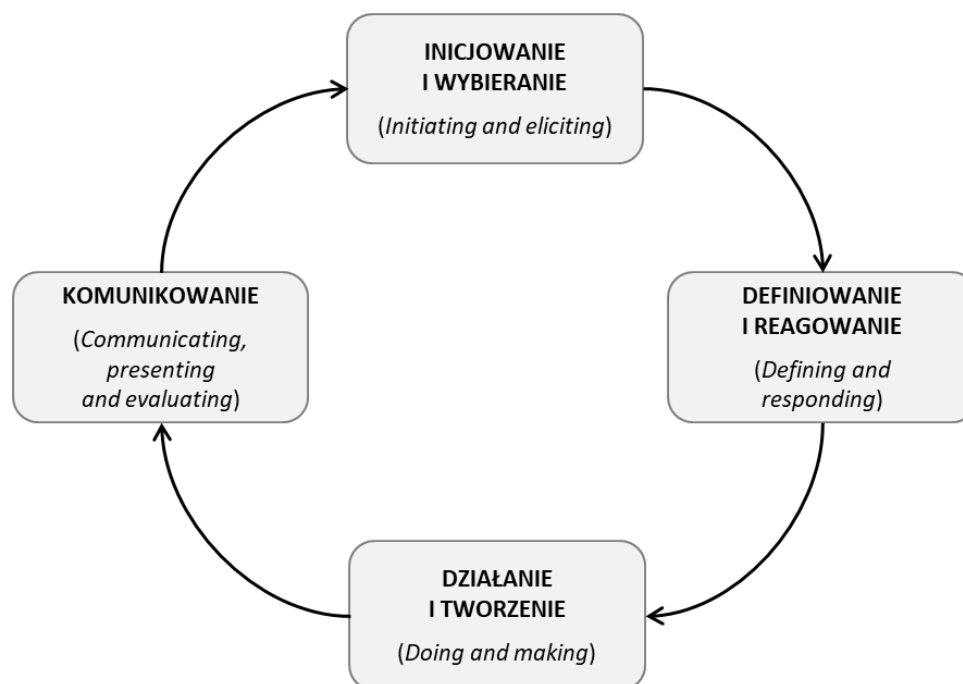 INICJOWANIE
I WYBIERANIE
(Initiating and eliciting)
KOMUNIKOWANIE
(Communicating,
presenting
and evaluating)
DEFINIOWANIE
I REAGOWANIE
(Defining and
responding)
DZIAŁANIE
I TWORZENIE
(Doing and making)